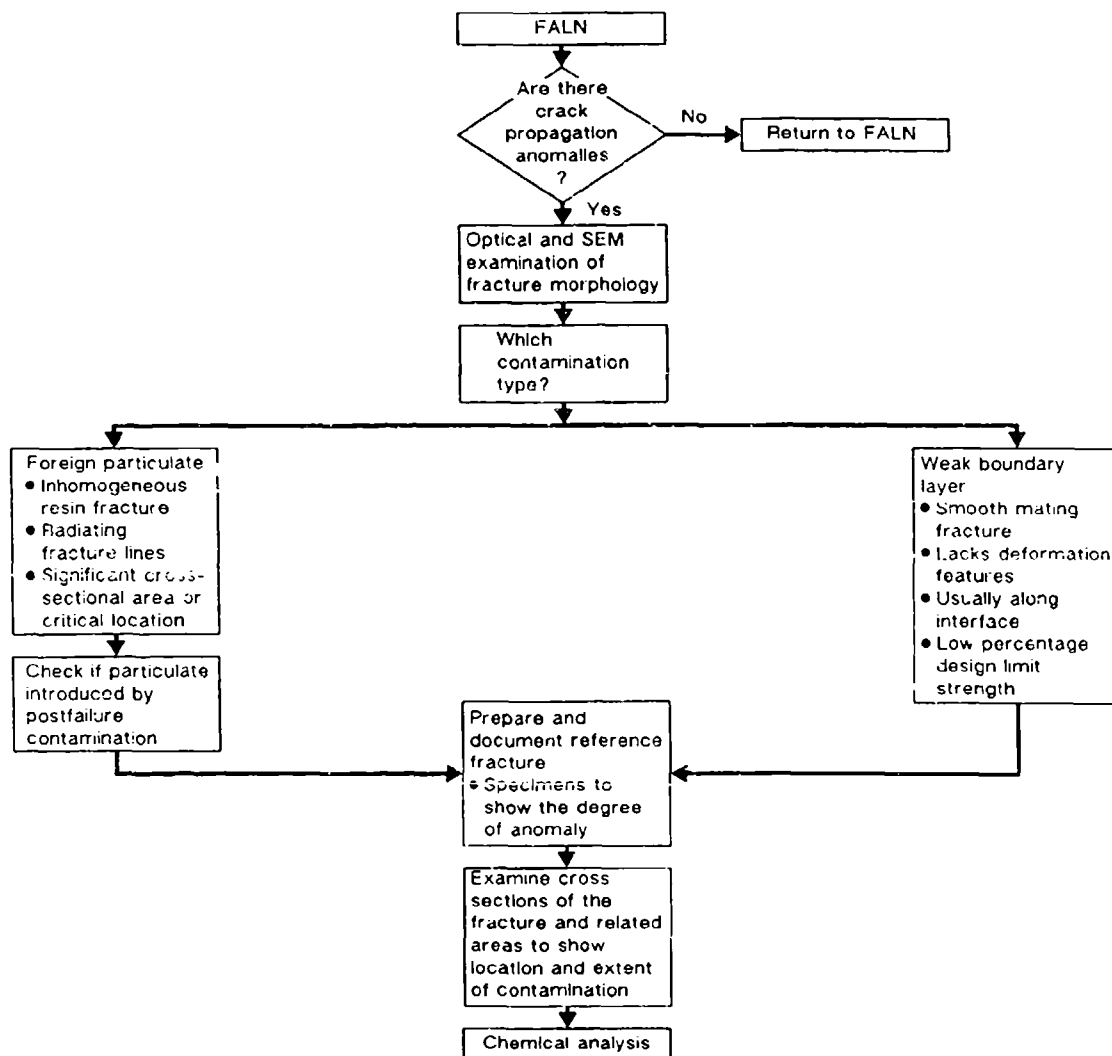 FALN
Are there
crack
propagation
anomalies
?
No
Return to FALN
Yes
Optical and SEM
examination of
fracture morphology
Which
contamination
type?
Foreign particulate
● Inhomogeneous
resin fracture
● Radiating
fracture lines
● Significant cross-
sectional area or
critical location
Check if particulate
introduced by
postfailure
contamination
Weak boundary
layer
● Smooth mating
fracture
● Lacks deformation
features
● Usually along
interface
● Low percentage
design limit
strength
Prepare and
document reference
fracture
● Specimens to
show the degree
of anomaly
Examine cross
sections of the
fracture and related
areas to show
location and extent
of contamination
Chemical analysis